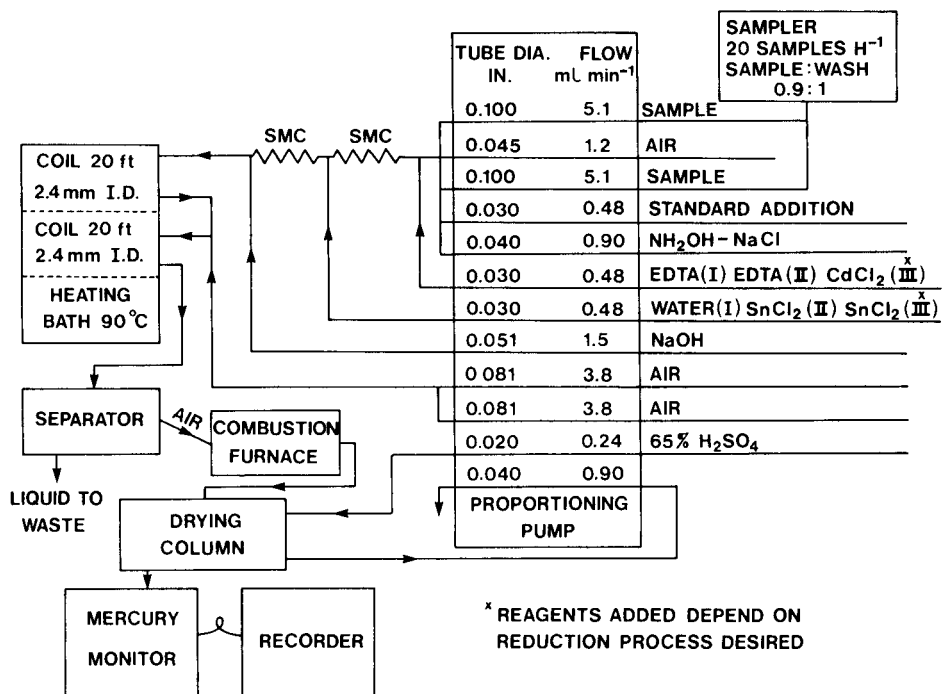 SAMPLER
20 SAMPLES H⁻¹
SAMPLE:WASH
0.9:1
TUBE DIA. FLOW
IN. ml min⁻¹
0.100 5.1 SAMPLE
0.045 1.2 AIR
0.100 5.1 SAMPLE
0.030 0.48 STANDARD ADDITION
0.040 0.90 NH₂OH-NaCl
0.030 0.48 EDTA(I) EDTA(II) CdCl₂(III)ˣ
0.030 0.48 WATER(I) SnCl₂(II) SnCl₂(III)ˣ
0.051 1.5 NaOH
0 081 3.8 AIR
0.081 3.8 AIR
0.020 0.24 65% H₂SO₄
0.040 0.90
PROPORTIONING
PUMP
SMC SMC
COIL 20 ft
2.4mm I.D.
COIL 20 ft
2.4mm I.D.
HEATING
BATH 90°C
SEPARATOR
AIR
COMBUSTION
FURNACE
LIQUID TO
WASTE
DRYING
COLUMN
MERCURY
MONITOR
RECORDER
ˣ REAGENTS ADDED DEPEND ON
REDUCTION PROCESS DESIRED